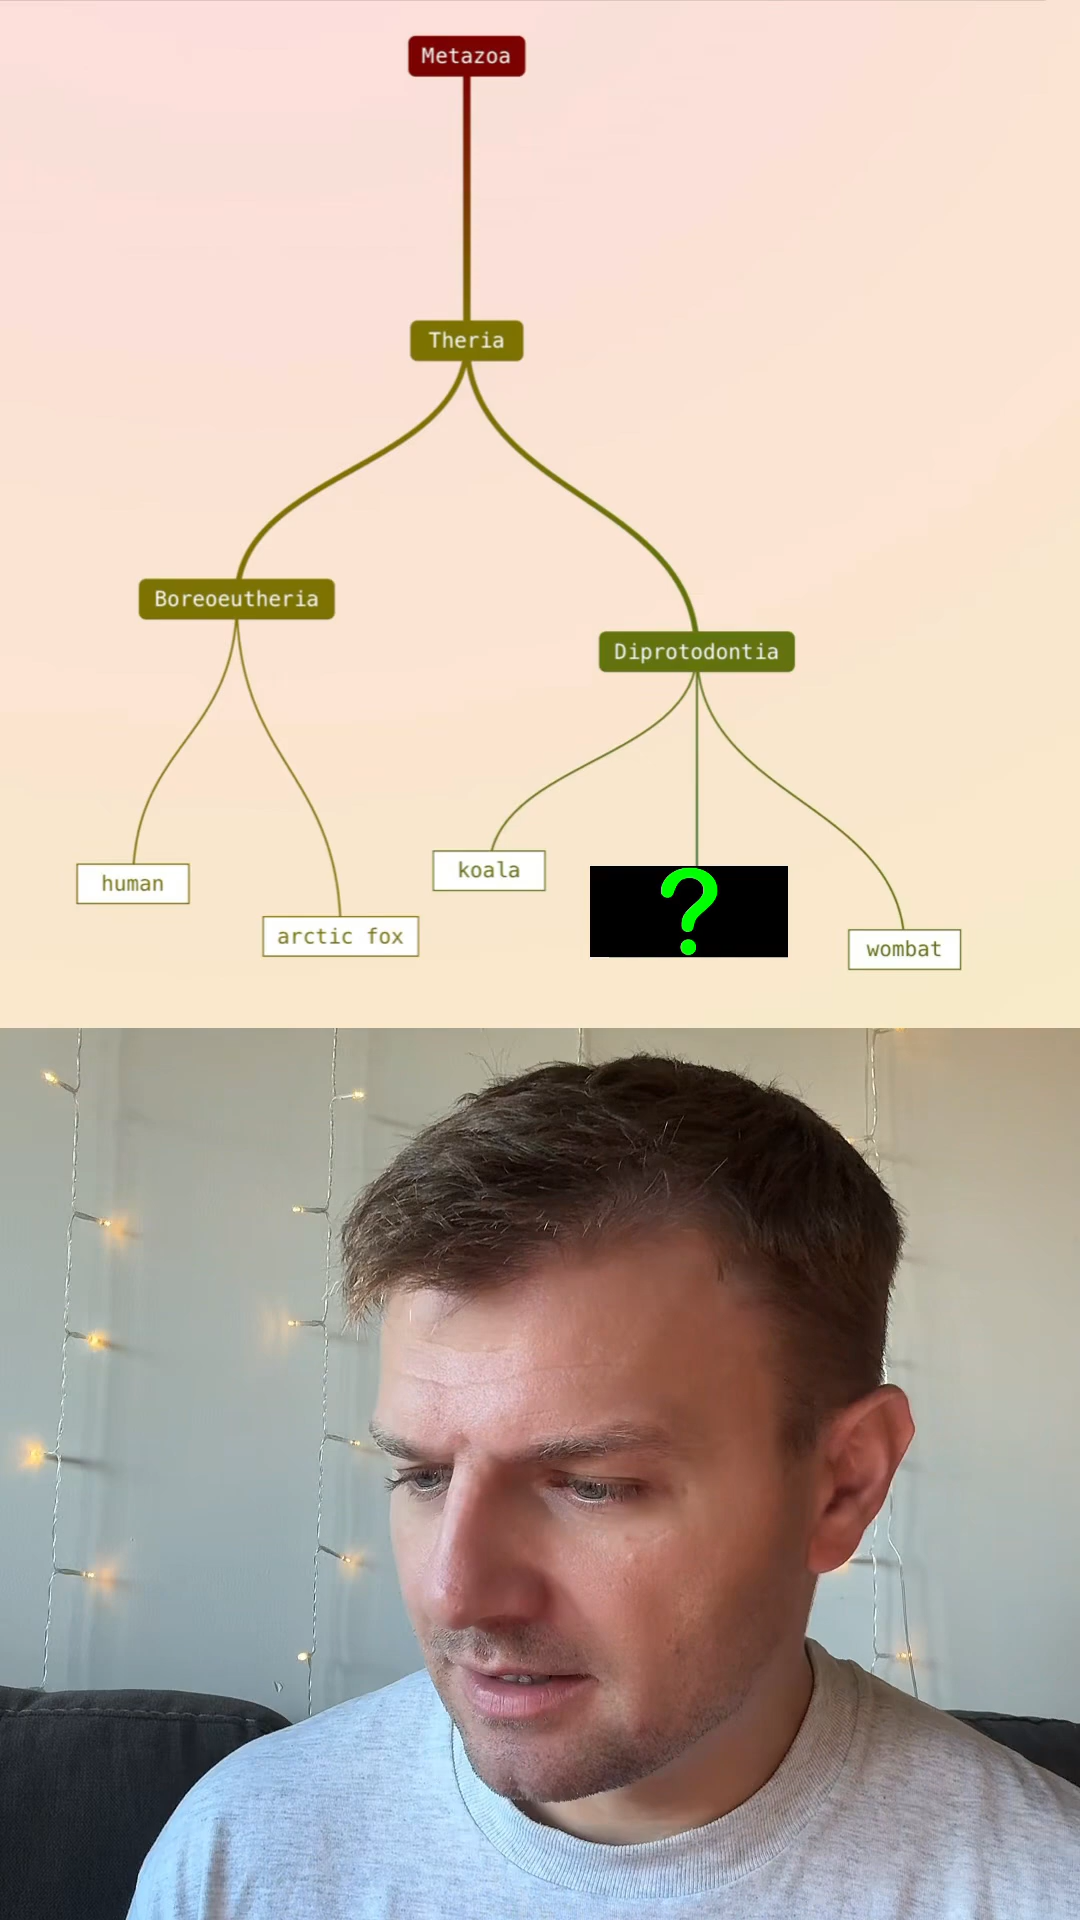 Metazoa
Theria
Boreoeutheria
Diprotodontia
human
arctic fox
koala
?
wombat